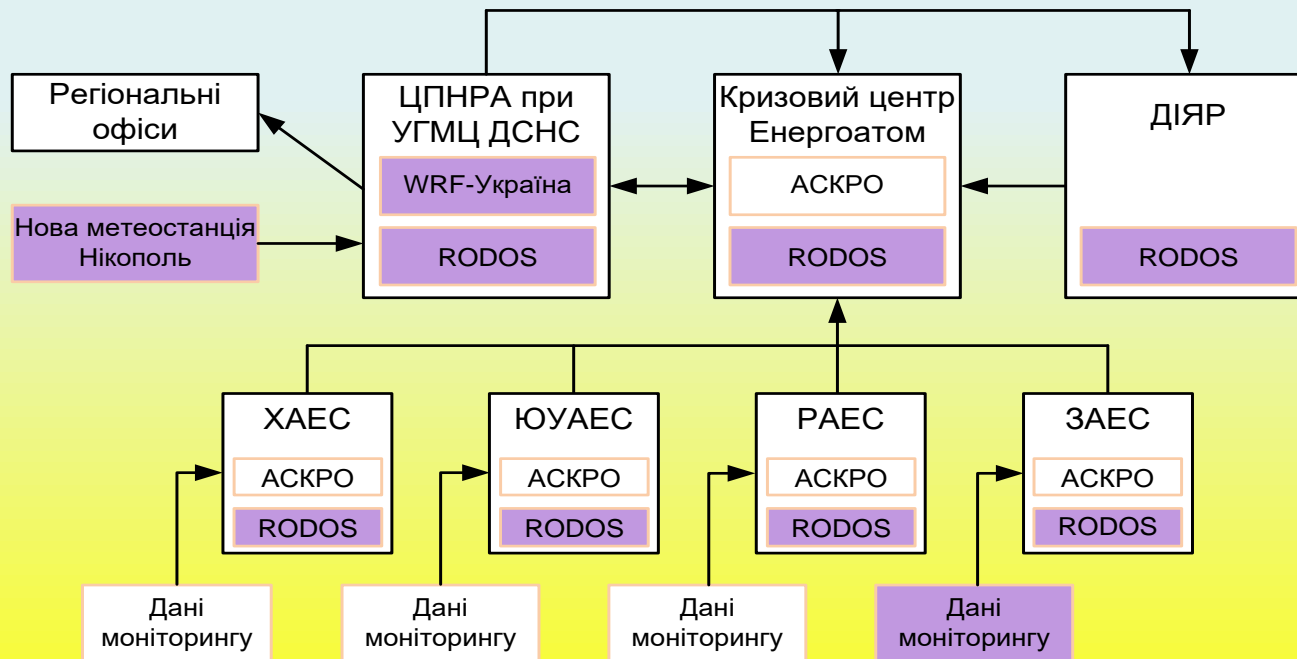 Регіональні
офіси
ЦПНРА при
УГМЦ ДСНС
Кризовий центр
Енергоатом
ДІЯР
WRF-Україна
АСКРО
Нова метеостанція
Нікополь
RODOS
RODOS
RODOS
ХАЕС
ЮУАЕС
РАЕС
ЗАЕС
АСКРО
АСКРО
АСКРО
АСКРО
RODOS
RODOS
RODOS
RODOS
Дані
моніторингу
Дані
моніторингу
Дані
моніторингу
Дані
моніторингу